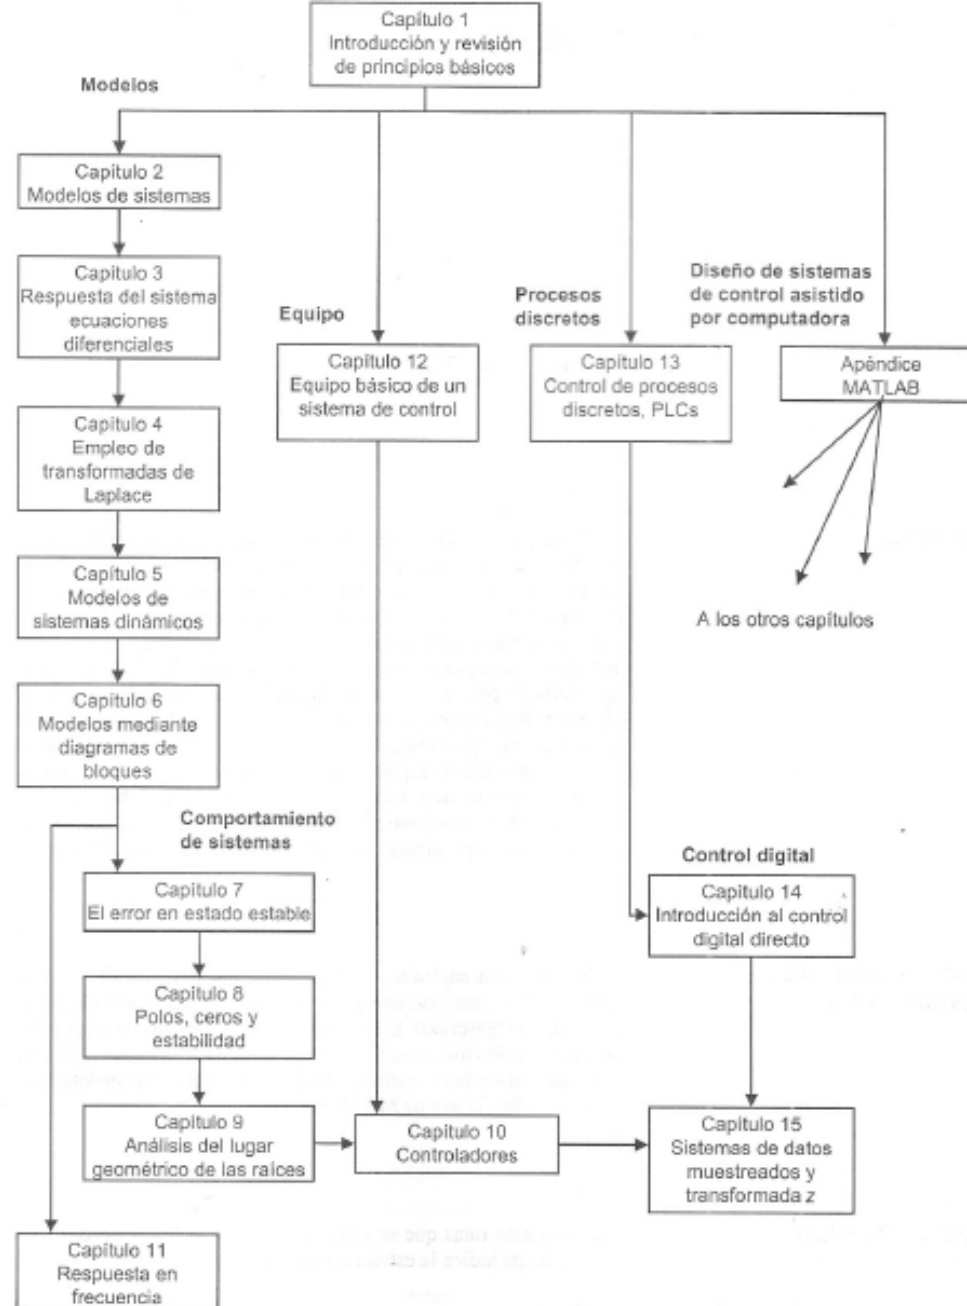 Capítulo 1
Introducción y revisión
de principios básicos
Modelos
Capítulo 2
Modelos de sistemas
Capítulo 3
Respuesta del sistema
ecuaciones
diferenciales
Equipo
Procesos
discretos
Diseño de sistemas
de control asistido
por computadora
Capítulo 12
Equipo básico de un
sistema de control
Capítulo 13
Control de procesos
discretos, PLCs
Apéndice
MATLAB
Capítulo 4
Empleo de
transformadas de
Laplace
Capítulo 5
Modelos de
sistemas dinámicos
A los otros capítulos
Capítulo 6
Modelos mediante
diagramas de
bloques
Comportamiento
de sistemas
Capítulo 7
El error en estado estable
Control digital
Capítulo 14
Introducción al control
digital directo
Capítulo 8
Polos, ceros y
estabilidad
Capítulo 9
Análisis del lugar
geométrico de las raíces
Capítulo 10
Controladores
Capítulo 15
Sistemas de datos
muestreados y
transformada z
Capítulo 11
Respuesta en
frecuencia